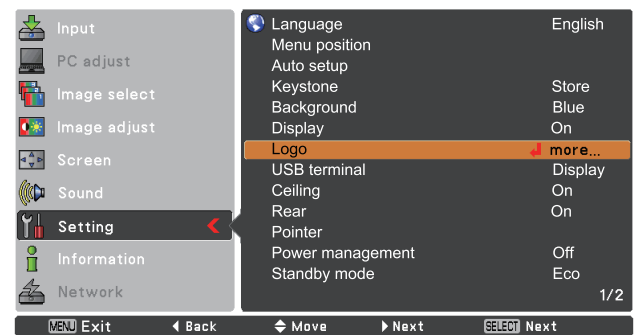 Input
PC adjust
Image select
Image adjust
Screen
Sound
Setting
Information
Network
Language English
Menu position
Auto setup
Keystone Store
Background Blue
Display On
Logo more...
USB terminal Display
Ceiling On
Rear On
Pointer
Power management Off
Standby mode Eco
1/2
MENU Exit Back Move Next SELECT Next